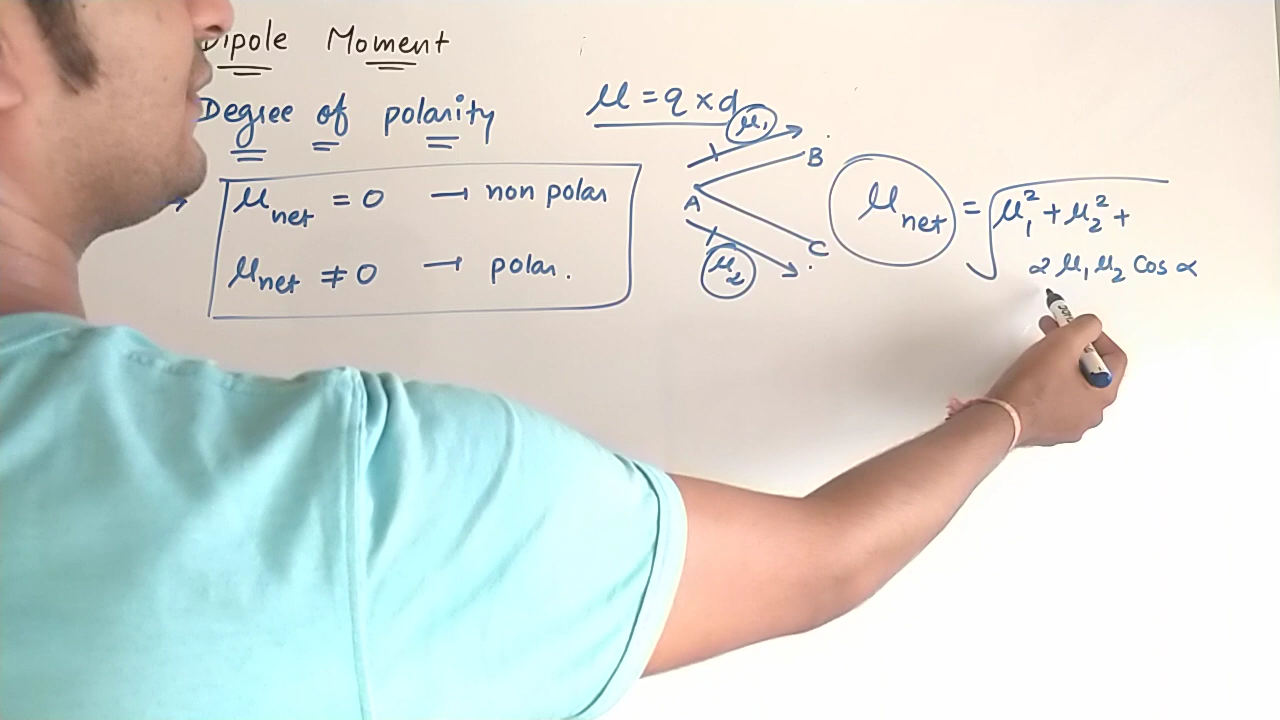 Dipole Moment
Degree of polarity
μ = q × d
μnet = 0 → non polar
μnet ≠ 0 → polar.
μ1
B
A
C
μ2
μnet = √μ1² + μ2² +
2 μ1 μ2 Cos α